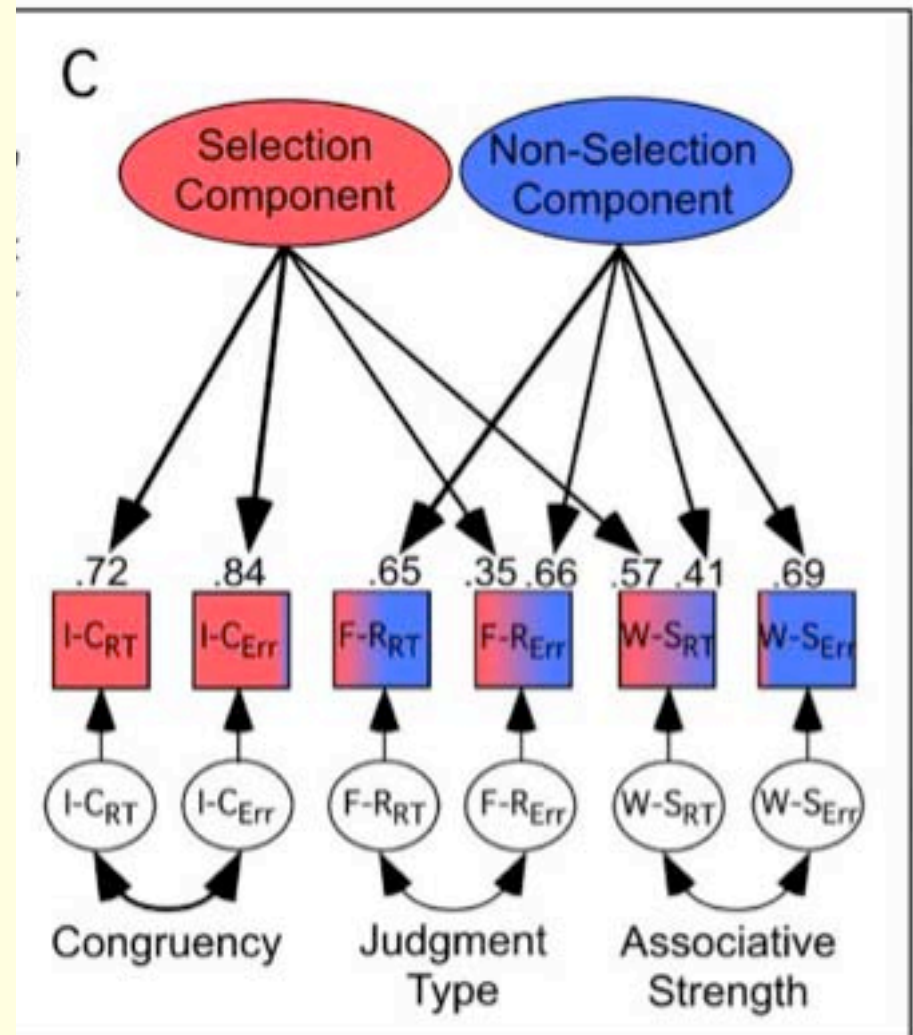 C
Selection
Component
Non-Selection
Component
.72 .84 .65 .35 .66 .57 .41 .69
I-CRT I-CErr F-RRT F-RErr W-SRT W-SErr
I-CRT I-CErr F-RRT F-RErr W-SRT W-SErr
Congruency
Judgment
Type
Associative
Strength